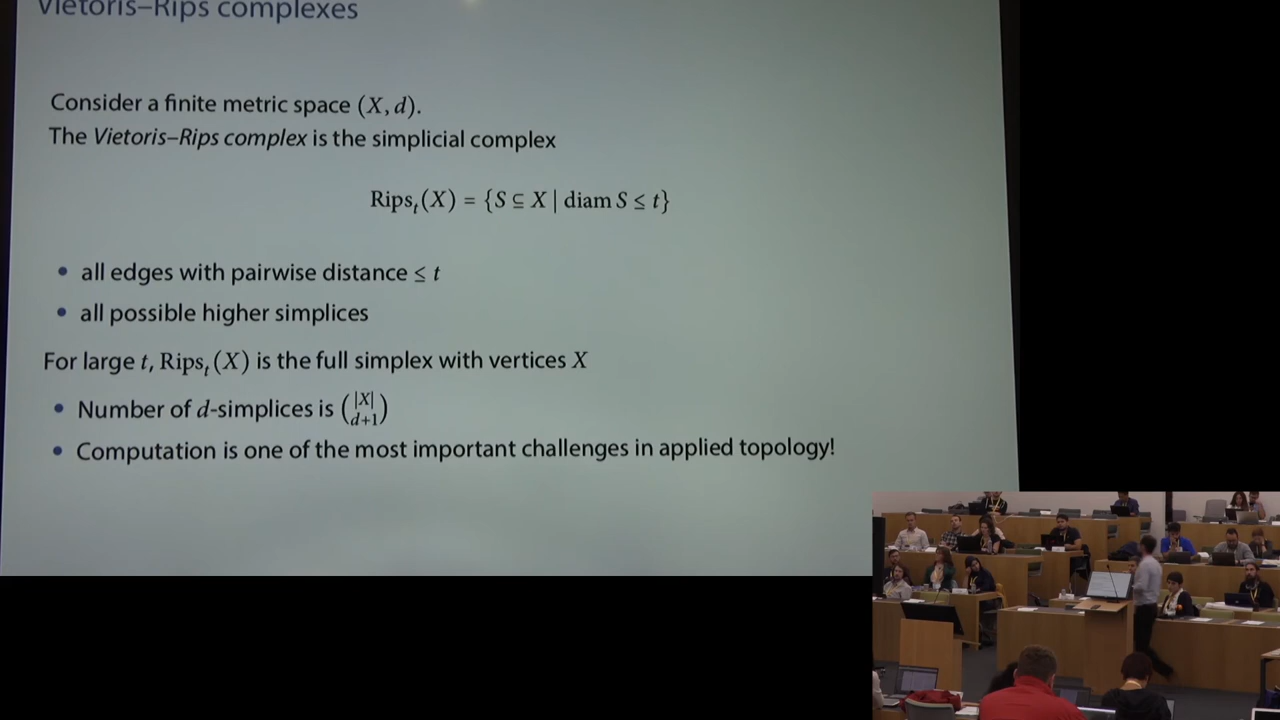 Vietoris–Rips complexes
Consider a finite metric space (X, d).
The Vietoris–Rips complex is the simplicial complex
Ripsₜ(X) = {S ⊆ X | diam S ≤ t}
• all edges with pairwise distance ≤ t
• all possible higher simplices
For large t, Ripsₜ(X) is the full simplex with vertices X
• Number of d-simplices is (|X| d+1)
• Computation is one of the most important challenges in applied topology!